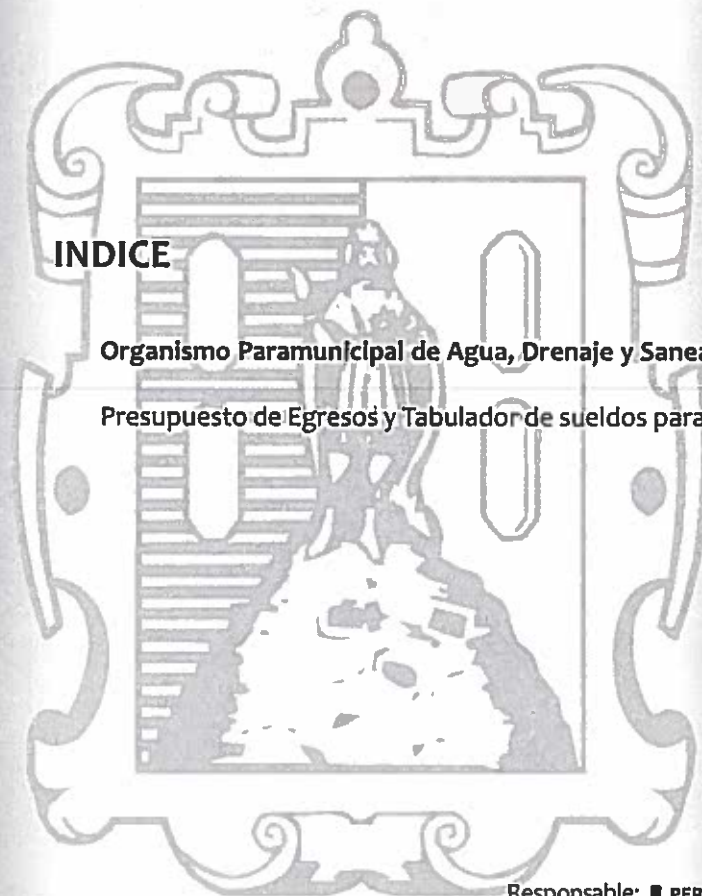 INDICE
Organismo Paramunicipal de Agua, Drenaje y
Presupuesto de Egresos y Tabulador de sueldos para
Responsable: